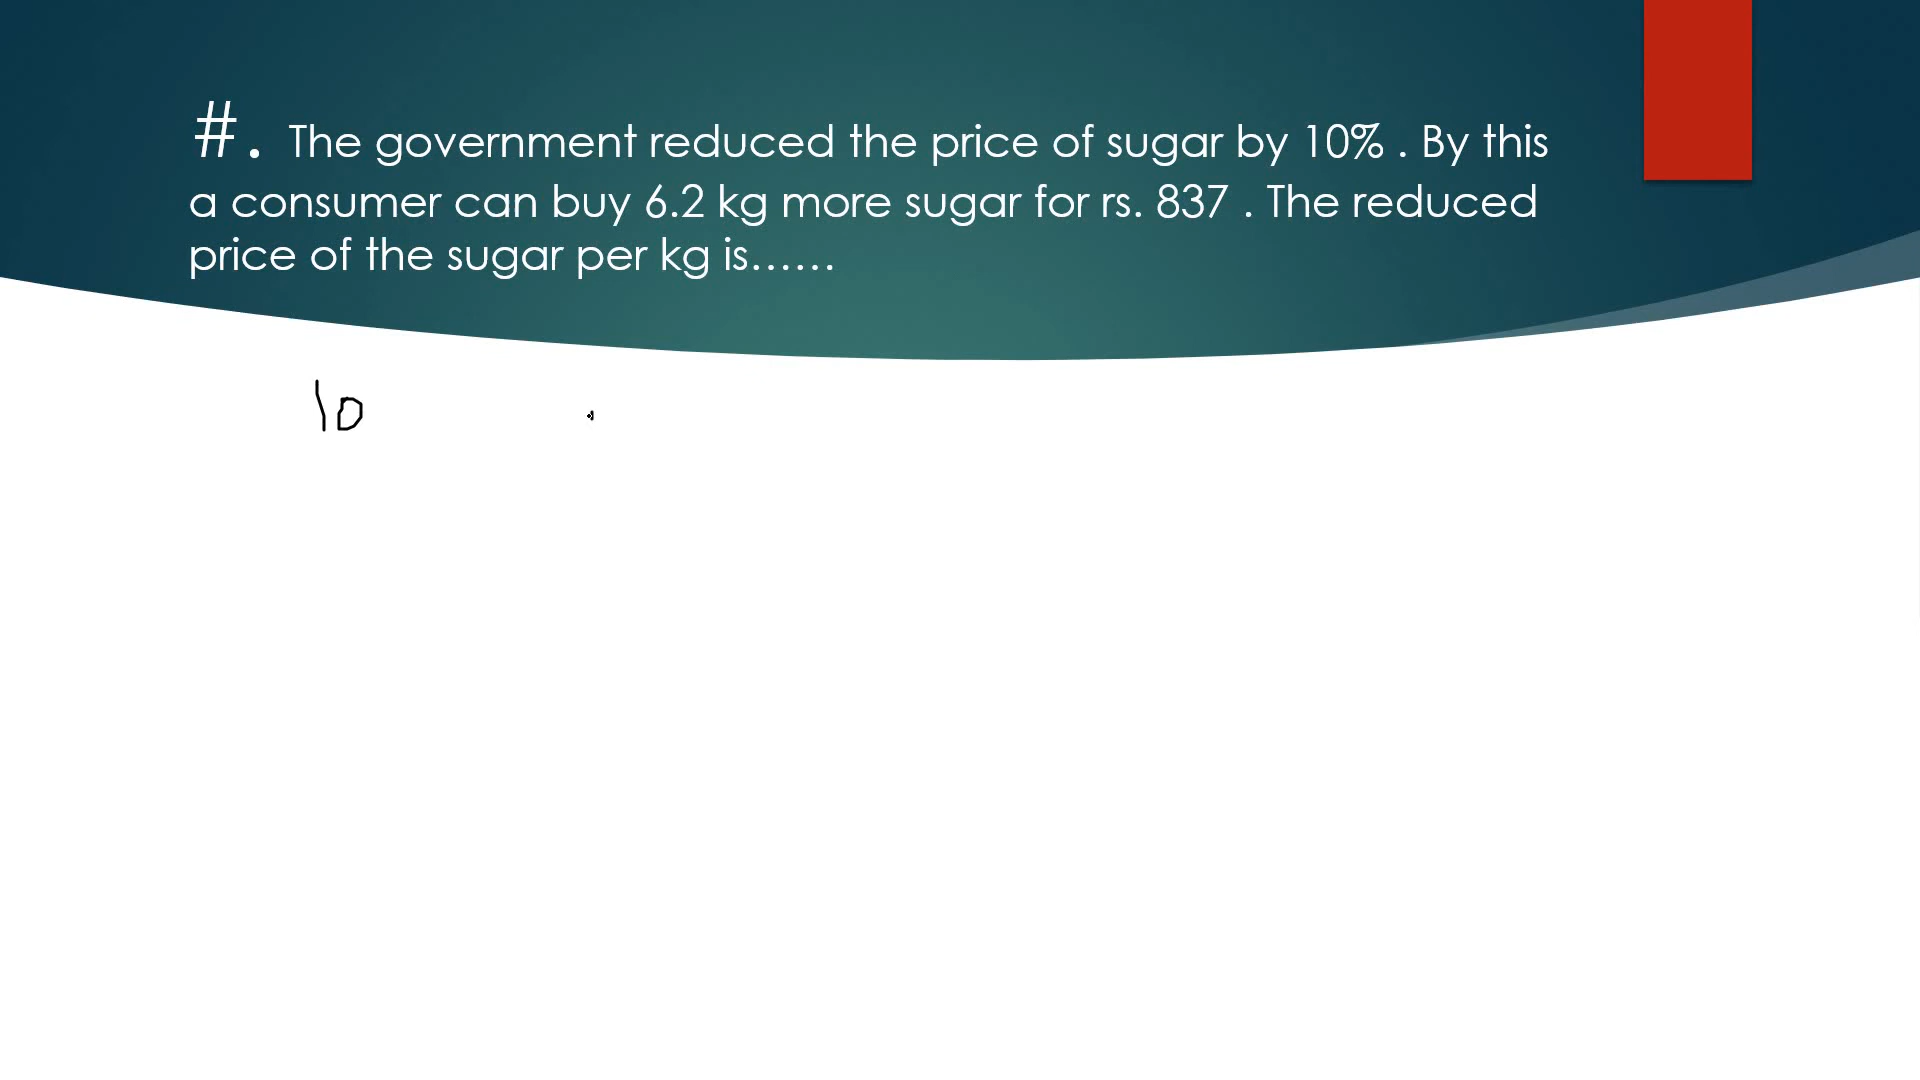 #. The government reduced the price of sugar by 10% . By this
a consumer can buy 6.2 kg more sugar for rs. 837 . The reduced
price of the sugar per kg is......
10